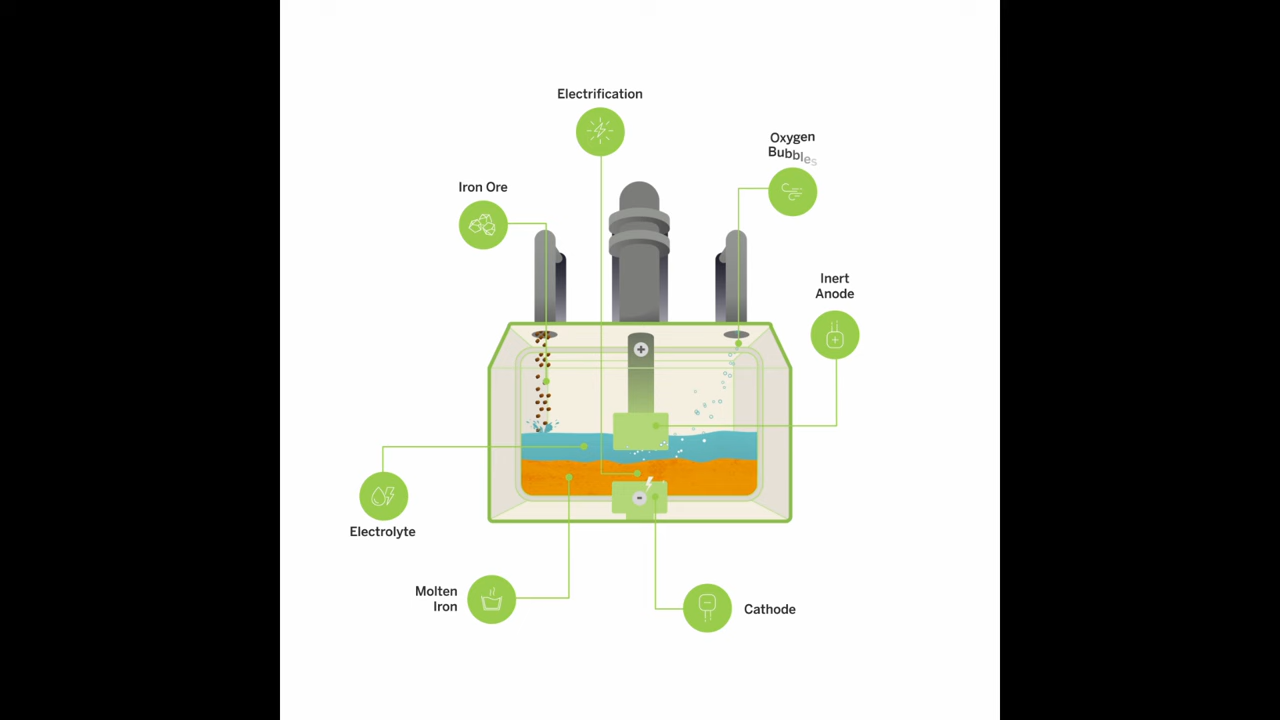 Electrification
Oxygen
Bubbles
Iron Ore
Inert
Anode
Electrolyte
Molten
Iron
Cathode